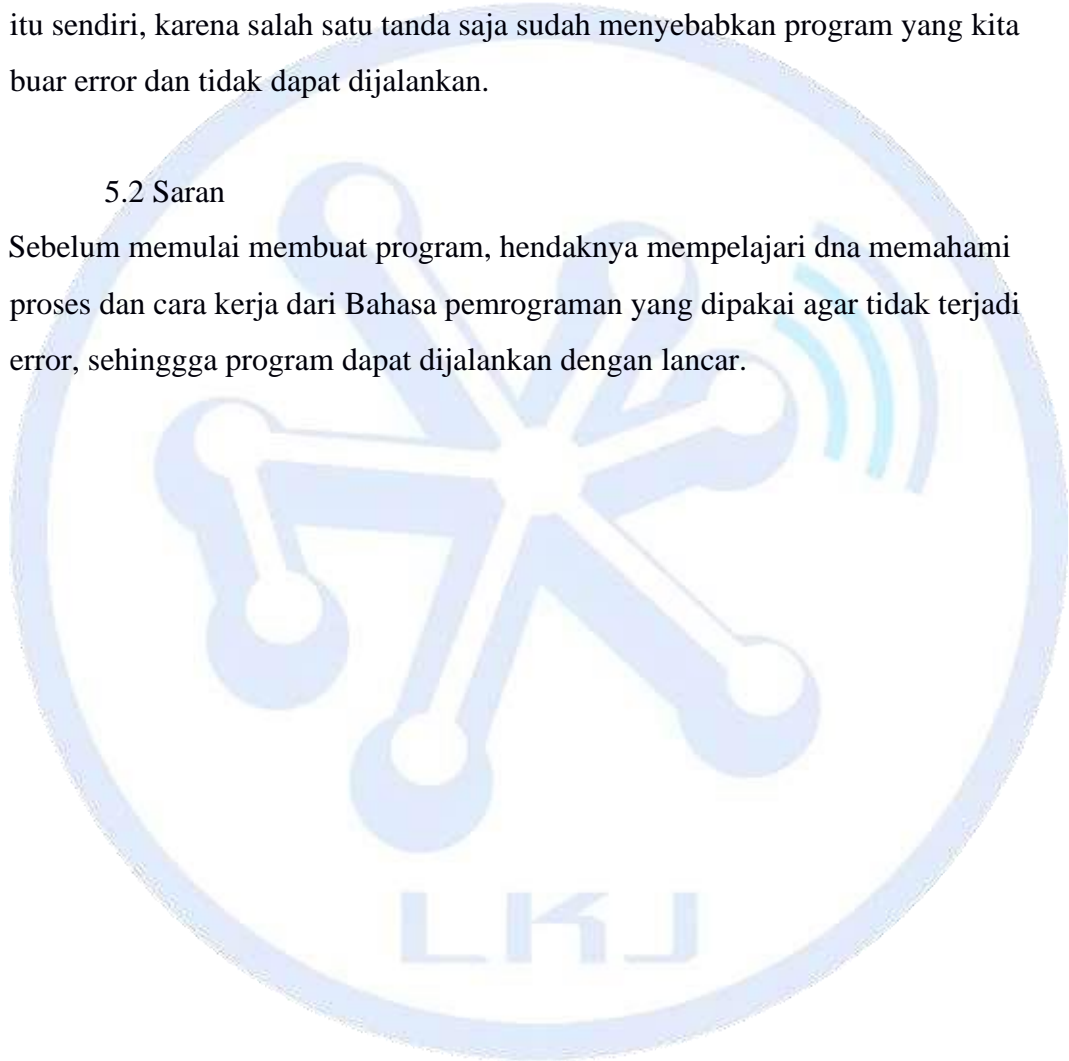 itu sendiri, karena salah satu tanda saja sudah menyebabkan program yang kita
buar error dan tidak dapat dijalankan.
5.2 Saran
Sebelum memulai membuat program, hendaknya mempelajari dna memahami
proses dan cara kerja dari Bahasa pemrograman yang dipakai agar tidak terjadi
error, sehinggga program dapat dijalankan dengan lancar.
LKJ